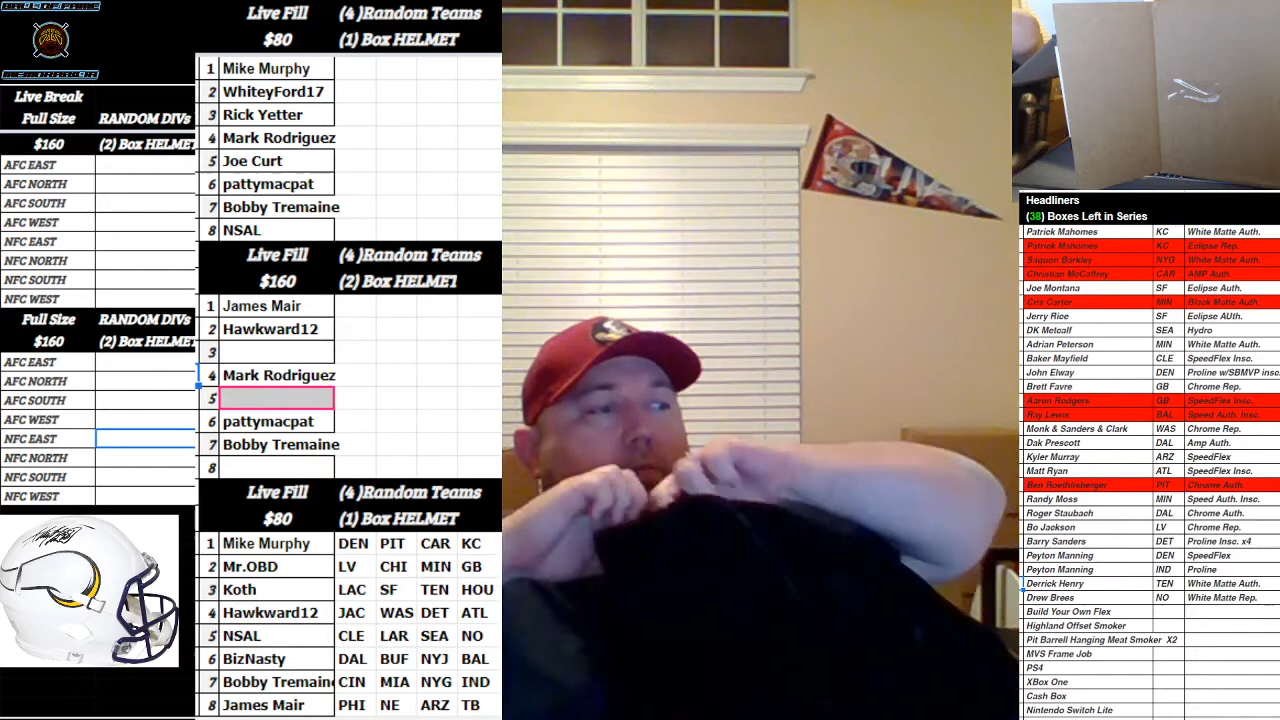 HALL OF FAME
MEMORABILIA
Live Break
Full Size RANDOM DIVs
$160 (2) Box HELMET
AFC EAST
AFC NORTH
AFC SOUTH
AFC WEST
NFC EAST
NFC NORTH
NFC SOUTH
NFC WEST
Full Size RANDOM DIVs
$160 (2) Box HELMET
AFC EAST
AFC NORTH
AFC SOUTH
AFC WEST
NFC EAST
NFC NORTH
NFC SOUTH
NFC WEST
Live Fill (4 )Random Teams
$80 (1) Box HELMET
1 Mike Murphy
2 WhiteyFord17
3 Rick Yetter
4 Mark Rodriguez
5 Joe Curt
6 pattymacpat
7 Bobby Tremaine
8 NSAL
Live Fill (4 )Random Teams
$160 (2) Box HELMET
1 James Mair
2 Hawkward12
3
4 Mark Rodriguez
5
6 pattymacpat
7 Bobby Tremaine
8
Live Fill (4 )Random Teams
$80 (1) Box HELMET
1 Mike Murphy DEN PIT CAR KC
2 Mr.OBD LV CHI MIN GB
3 Koth LAC SF TEN HOU
4 Hawkward12 JAC WAS DET ATL
5 NSAL CLE LAR SEA NO
6 BizNasty DAL BUF NYJ BAL
7 Bobby Tremaine CIN MIA NYG IND
8 James Mair PHI NE ARZ TB
Headliners
(38) Boxes Left in Series
Patrick Mahomes KC White Matte Auth.
Patrick Mahomes KC Eclipse Rep.
Suquon Barkley NYG White Matte Auth.
Christian McCaffrey CAR AMP Auth.
Joe Montana SF Eclipse Auth.
Cris Carter MIN Black Matte Auth.
Jerry Rice SF Eclipse AUth.
DK Metcalf SEA Hydro
Adrian Peterson MIN White Matte Auth.
Baker Mayfield CLE SpeedFlex Insc.
John Elway DEN Proline w/SBMVP insc.
Brett Favre GB Chrome Rep.
Aaron Rodgers GB SpeedFlex Insc.
Ray Lewis BAL Speed Auth. Insc.
Monk & Sanders & Clark WAS Chrome Rep.
Dak Prescott DAL Amp Auth.
Kyler Murray ARZ SpeedFlex
Matt Ryan ATL SpeedFlex Insc.
Ben Roethlisberger PIT Chrome Auth.
Randy Moss MIN Speed Auth. Insc.
Roger Staubach DAL Chrome Auth.
Bo Jackson LV Chrome Rep.
Barry Sanders DET Proline Insc. x4
Peyton Manning DEN SpeedFlex
Peyton Manning IND Proline
Derrick Henry TEN White Matte Auth.
Drew Brees NO White Matte Rep.
Build Your Own Flex
Highland Offset Smoker
Pit Barrell Hanging Meat Smoker X2
MVS Frame Job
PS4
XBox One
Cash Box
Nintendo Switch Lite